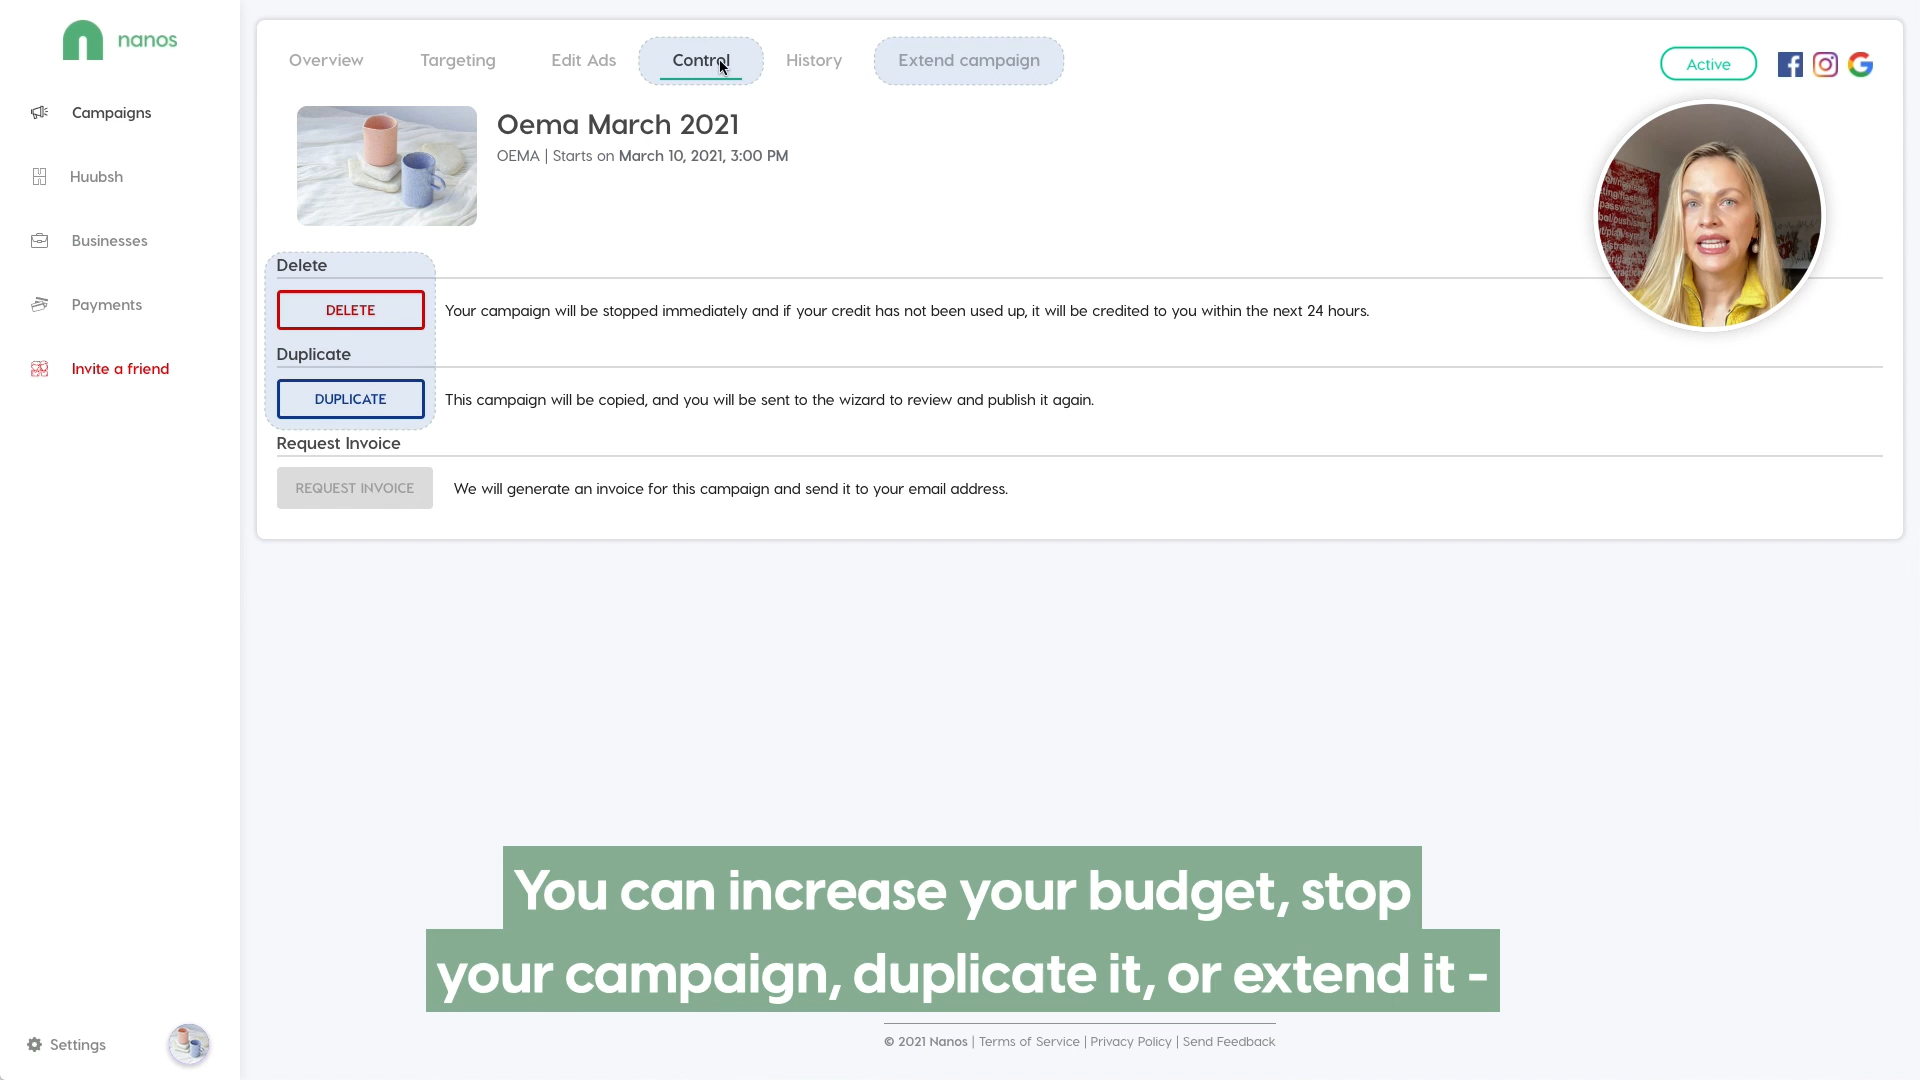 nanos
Campaigns
Huubsh
Businesses
Payments
Invite a friend
Settings
Overview Targeting Edit Ads Control History Extend campaign
Active
Oema March 2021
OEMA | Starts on March 10, 2021, 3:00 PM
Delete
DELETE Your campaign will be stopped immediately and if your credit has not been used up, it will be credited to you within the next 24 hours.
Duplicate
DUPLICATE This campaign will be copied, and you will be sent to the wizard to review and publish it again.
Request Invoice
REQUEST INVOICE We will generate an invoice for this campaign and send it to your email address.
You can increase your budget, stop
your campaign, duplicate it, or extend it -
© 2021 Nanos | Terms of Service | Privacy Policy | Send Feedback